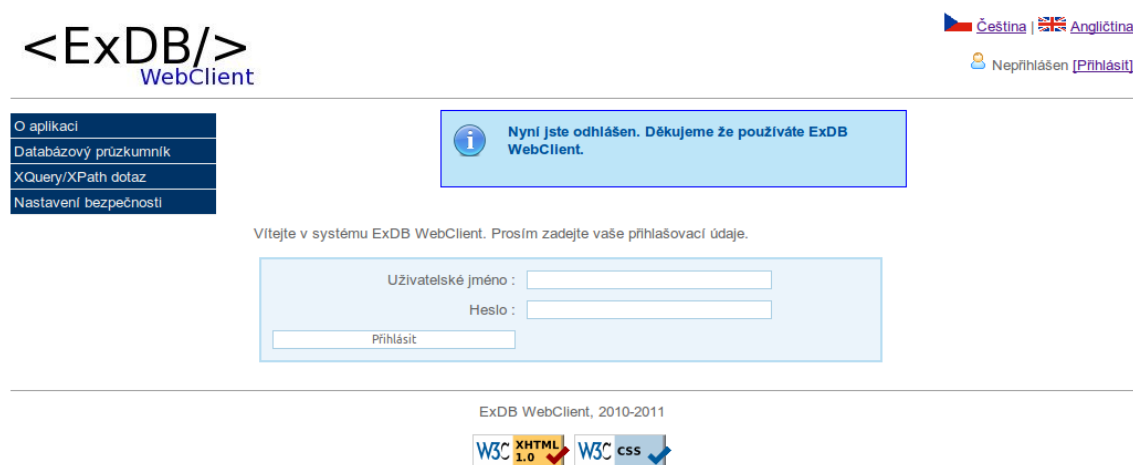 <ExDB/>
WebClient
Čeština | Angličtina
Nepřihlášen [Přihlásit]
O aplikaci
Databázový průzkumník
XQuery/XPath dotaz
Nastavení bezpečnosti
Nyní jste odhlášen. Děkujeme že používáte ExDB
WebClient.
Vítejte v systému ExDB WebClient. Prosím zadejte vaše přihlašovací údaje.
Uživatelské jméno :
Heslo :
Přihlásit
ExDB WebClient, 2010-2011
W3C XHTML 1.0 W3C css